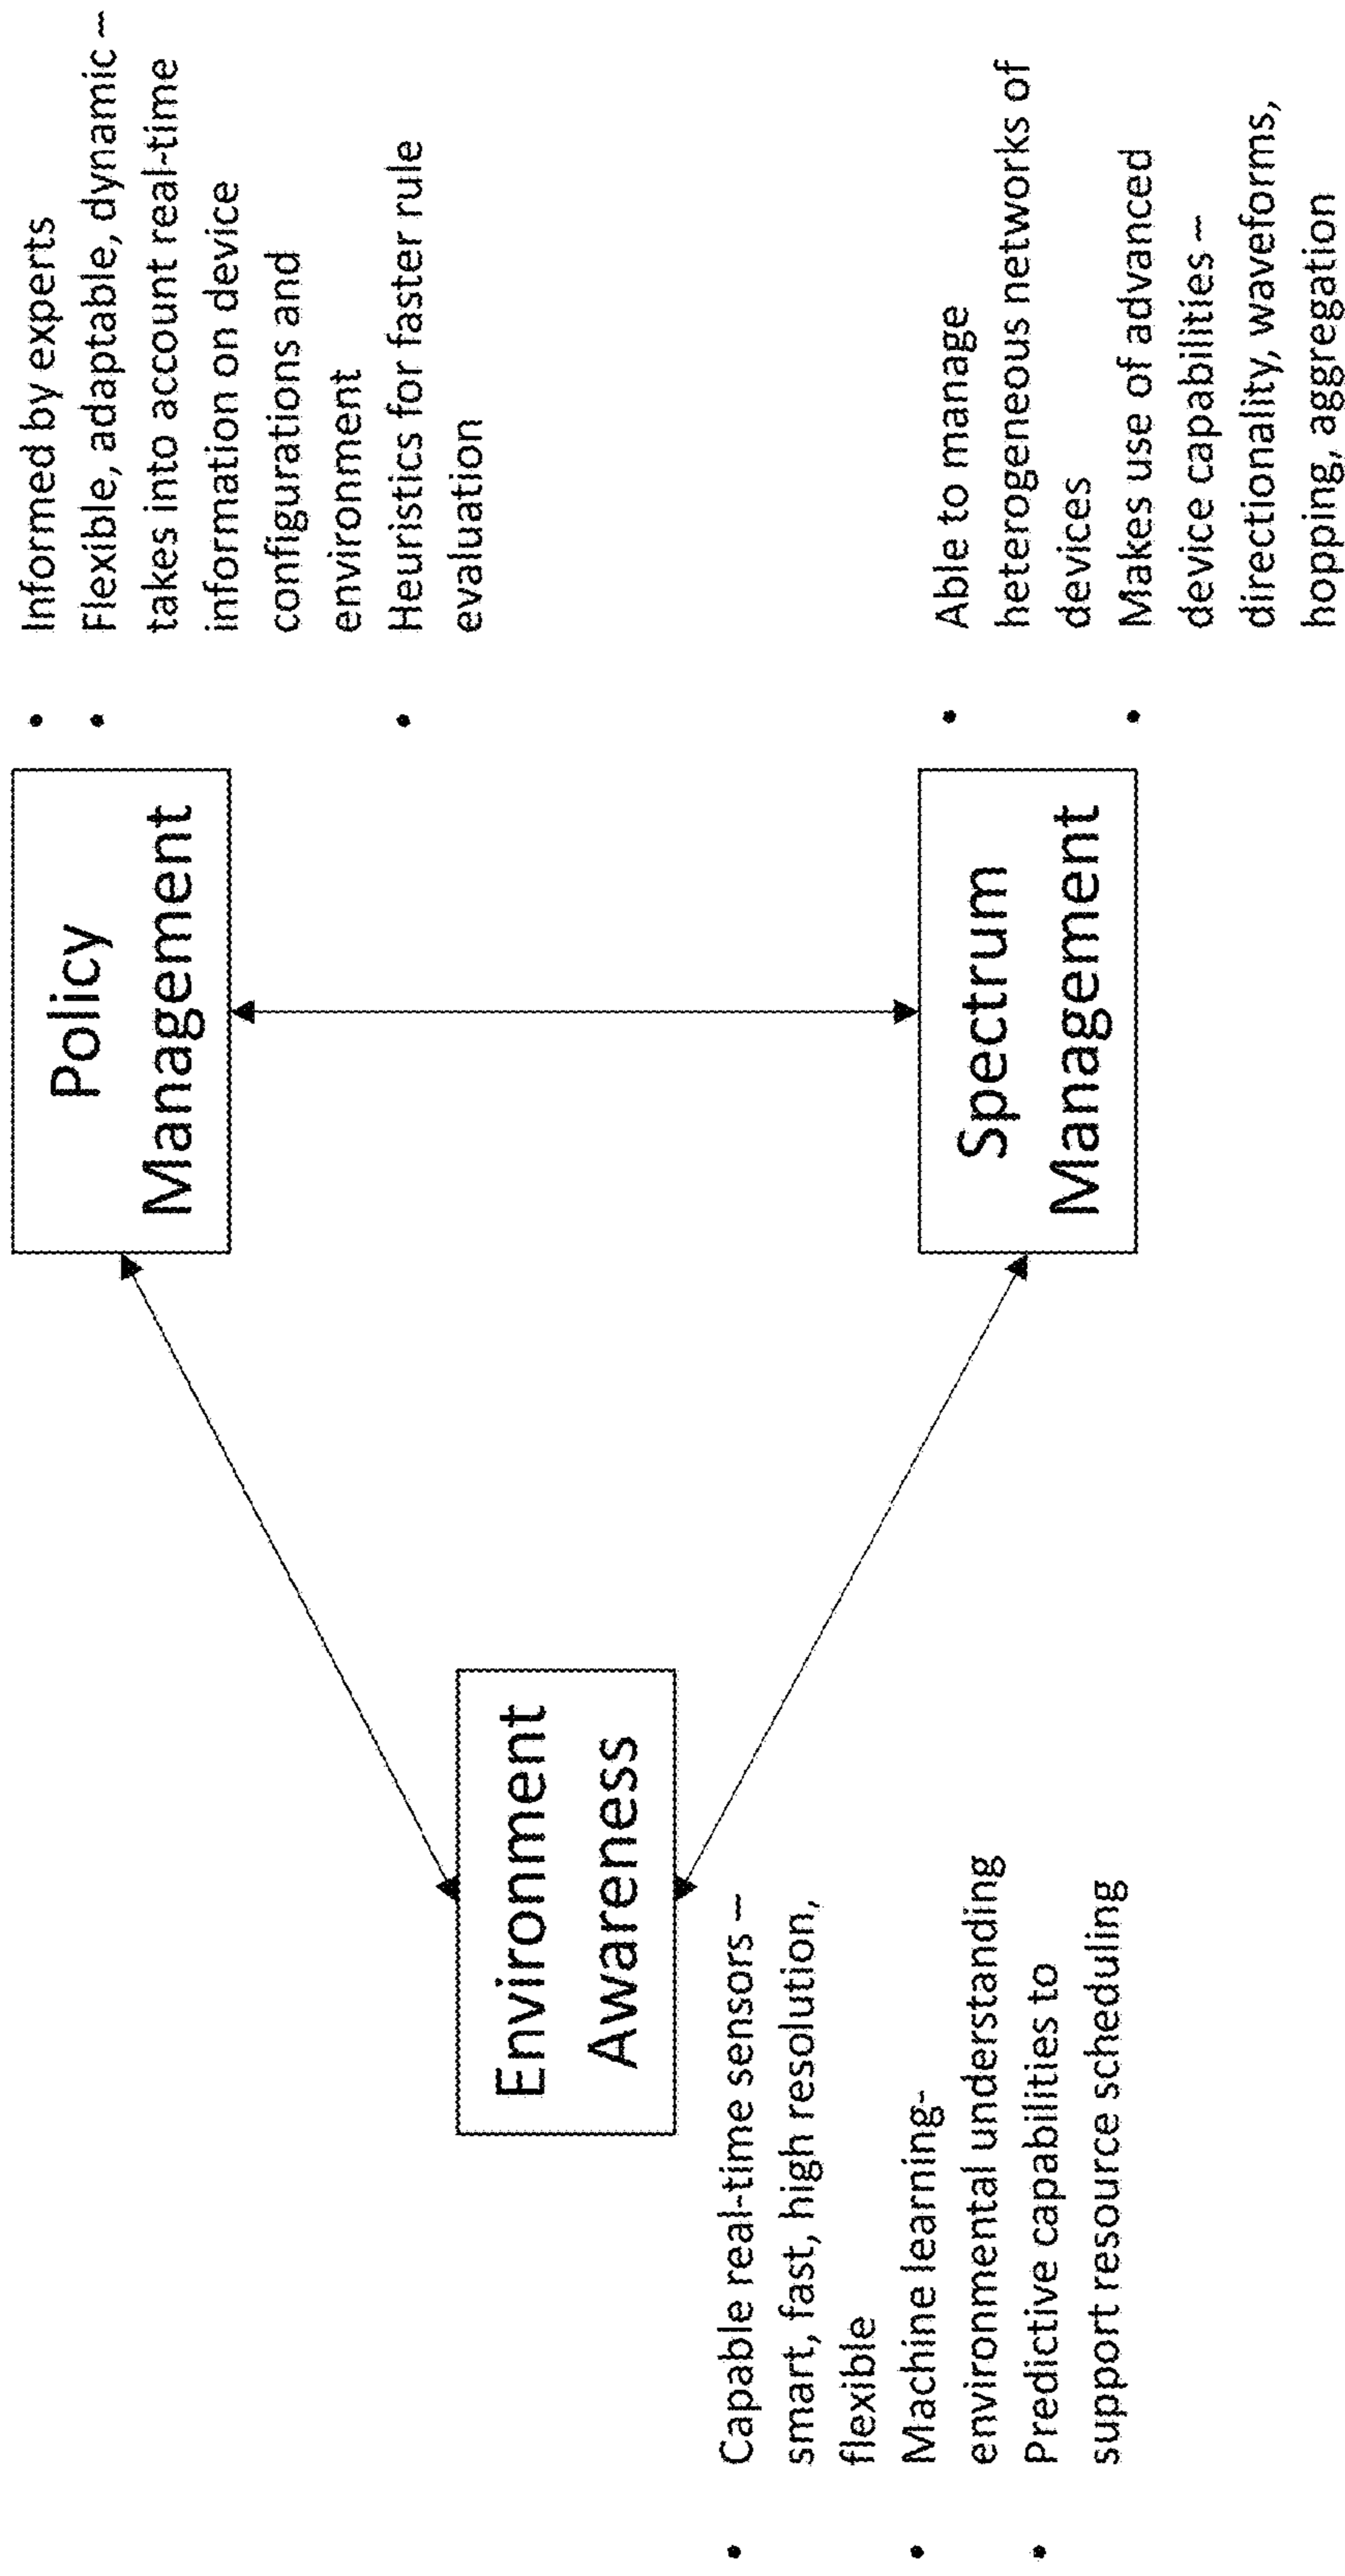 Environment
Awareness
• Capable real-time sensors –
smart, fast, high resolution,
flexible
• Machine learning-
environmental understanding
• Predictive capabilities to
support resource scheduling
Policy
Management
• Informed by experts
• Flexible, adaptable, dynamic –
takes into account real-time
information on device
configurations and
environment
• Heuristics for faster rule
evaluation
Spectrum
Management
• Able to manage
heterogeneous networks of
devices
• Makes use of advanced
device capabilities –
directionality, waveforms,
hopping, aggregation